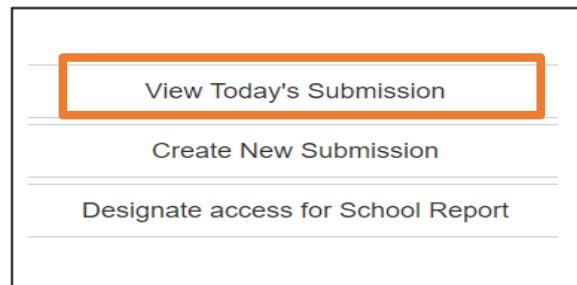 View Today's Submission
Create New Submission
Designate access for School Report